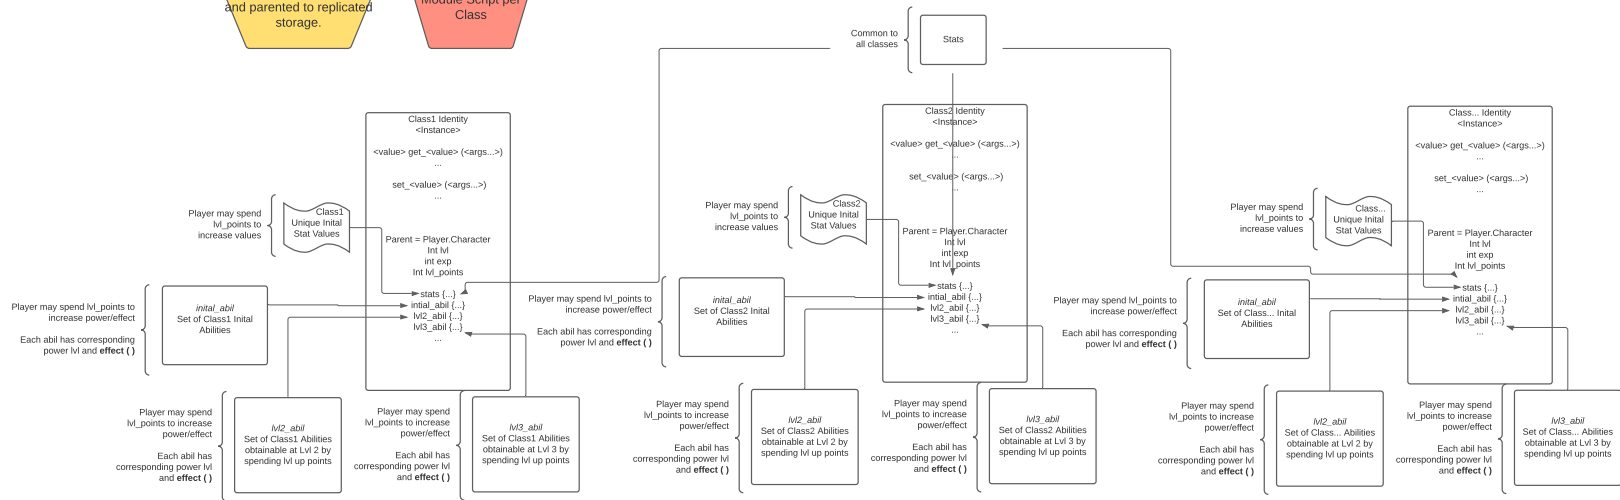 and parented to replicated
storage.
Module Script per
Class
Common to
all classes
Stats
Class1 Identity
<Instance>
<value> get_<value> (<args...>)
...
set_<value> (<args...>)
...
Parent = Player.Character
Int lvl
int exp
Int lvl_points
stats {...}
intial_abil {...}
lvl2_abil {...}
lvl3_abil {...}
...
Player may spend
lvl_points to
increase values
Class1
Unique Inital
Stat Values
Player may spend lvl_points to
increase power/effect
Each abil has corresponding
power lvl and effect ( )
inital_abil
Set of Class1 Inital
Abilities
Player may spend
lvl_points to increase
power/effect
Each abil has
corresponding power lvl
and effect ( )
lvl2_abil
Set of Class1 Abilities
obtainable at Lvl 2 by
spending lvl up points
Player may spend
lvl_points to increase
power/effect
Each abil has
corresponding power lvl
and effect ( )
lvl3_abil
Set of Class1 Abilities
obtainable at Lvl 3 by
spending lvl up points
Class2 Identity
<Instance>
<value> get_<value> (<args...>)
...
set_<value> (<args...>)
...
Parent = Player.Character
Int lvl
int exp
Int lvl_points
stats {...}
intial_abil {...}
lvl2_abil {...}
lvl3_abil {...}
...
Player may spend
lvl_points to
increase values
Class2
Unique Inital
Stat Values
Player may spend lvl_points to
increase power/effect
Each abil has corresponding
power lvl and effect ( )
inital_abil
Set of Class2 Inital
Abilities
Player may spend
lvl_points to increase
power/effect
Each abil has
corresponding power lvl
and effect ( )
lvl2_abil
Set of Class2 Abilities
obtainable at Lvl 2 by
spending lvl up points
Player may spend
lvl_points to increase
power/effect
Each abil has
corresponding power lvl
and effect ( )
lvl3_abil
Set of Class2 Abilities
obtainable at Lvl 3 by
spending lvl up points
Class... Identity
<Instance>
<value> get_<value> (<args...>)
...
set_<value> (<args...>)
...
Parent = Player.Character
Int lvl
int exp
Int lvl_points
stats {...}
intial_abil {...}
lvl2_abil {...}
lvl3_abil {...}
...
Player may spend
lvl_points to
increase values
Class...
Unique Inital
Stat Values
Player may spend lvl_points to
increase power/effect
Each abil has corresponding
power lvl and effect ( )
inital_abil
Set of Class... Inital
Abilities
Player may spend
lvl_points to increase
power/effect
Each abil has
corresponding power lvl
and effect ( )
lvl2_abil
Set of Class... Abilities
obtainable at Lvl 2 by
spending lvl up points
Player may spend
lvl_points to increase
power/effect
Each abil has
corresponding power lvl
and effect ( )
lvl3_abil
Set of Class... Abilities
obtainable at Lvl 3 by
spending lvl up points